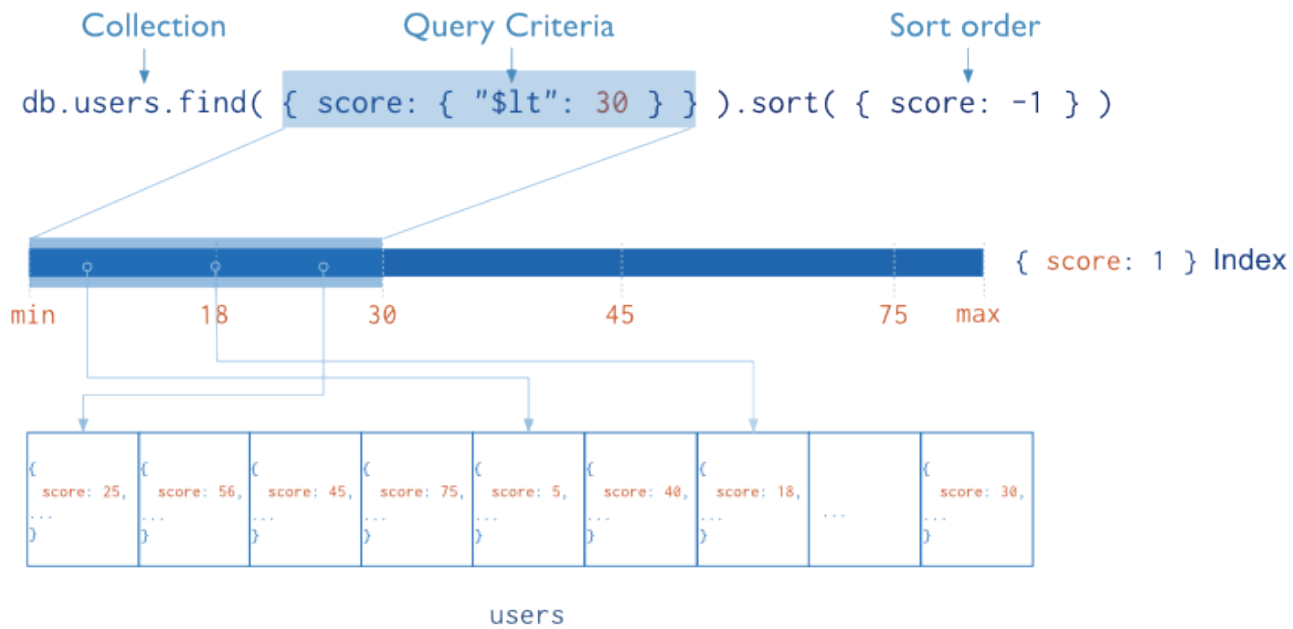 Collection Query Criteria Sort order
db.users.find( { score: { "$lt": 30 } } ).sort( { score: -1 } )
{ score: 1 } Index
min 18 30 45 75 max
{ { { { { { { {
score: 25, score: 56, score: 45, score: 75, score: 5, score: 40, score: 18, score: 30,
... ... ... ... ... ... ... ... ...
} } } } } } } }
users